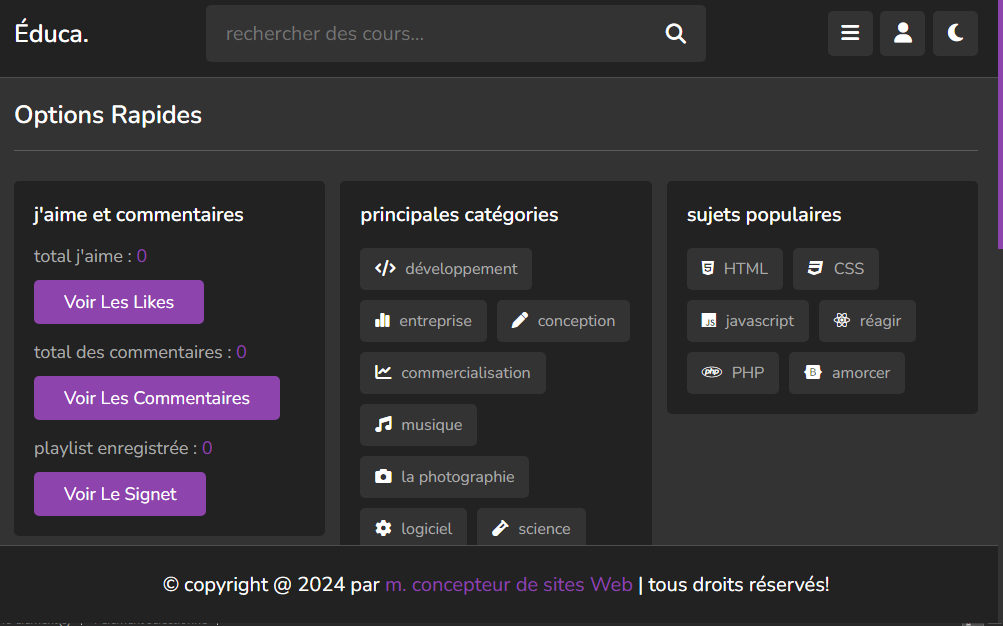 Éduca.
rechercher des cours...
Options Rapides
j'aime et commentaires
total j'aime : 0
Voir Les Likes
total des commentaires : 0
Voir Les Commentaires
playlist enregistrée : 0
Voir Le Signet
principales catégories
développement
entreprise
conception
commercialisation
musique
la photographie
logiciel
science
sujets populaires
HTML
CSS
JS javascript
réagir
php PHP
B amorcer
© copyright @ 2024 par m. concepteur de sites Web | tous droits réservés!